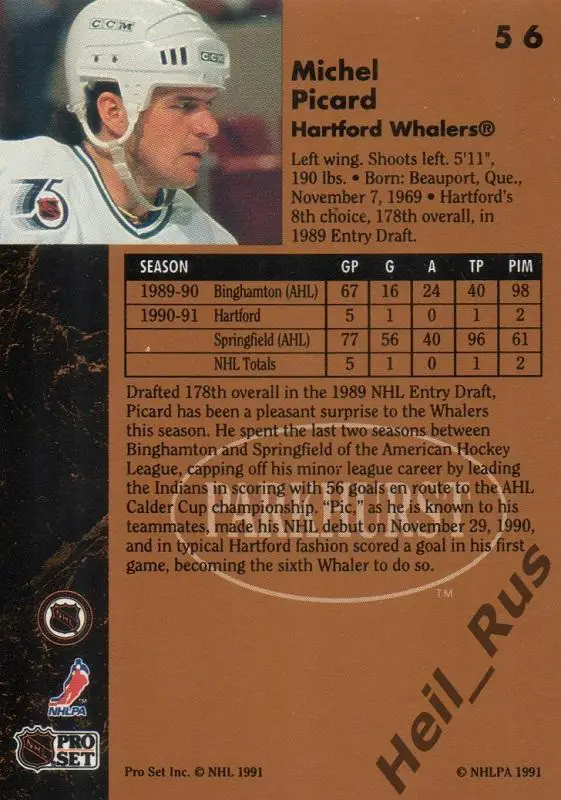 CCM
CCM
75
56
Michel
Picard
Hartford Whalers®
Left wing. Shoots left. 5'11",
190 lbs. • Born: Beauport, Que.,
November 7, 1969 • Hartford's
8th choice, 178th overall, in
1989 Entry Draft.
SEASON GP G A TP PIM
1989-90 Binghamton (AHL) 67 16 24 40 98
1990-91 Hartford 5 1 0 1 2
Springfield (AHL) 77 56 40 96 61
NHL Totals 5 1 0 1 2
Drafted 178th overall in the 1989 NHL Entry Draft,
Picard has been a pleasant surprise to the Whalers
this season. He spent the last two seasons between
Binghamton and Springfield of the American Hockey
League, capping off his minor league career by leading
the Indians in scoring with 56 goals en route to the AHL
Calder Cup championship. "Pic," as he is known to his
teammates, made his NHL debut on November 29, 1990,
and in typical Hartford fashion scored a goal in his first
game, becoming the sixth Whaler to do so.
PARKHURST
TM
NHL
NHLPA
TM
NHL
PRO
SET
Pro Set Inc. © NHL 1991
© NHLPA 1991
Heil_Rus